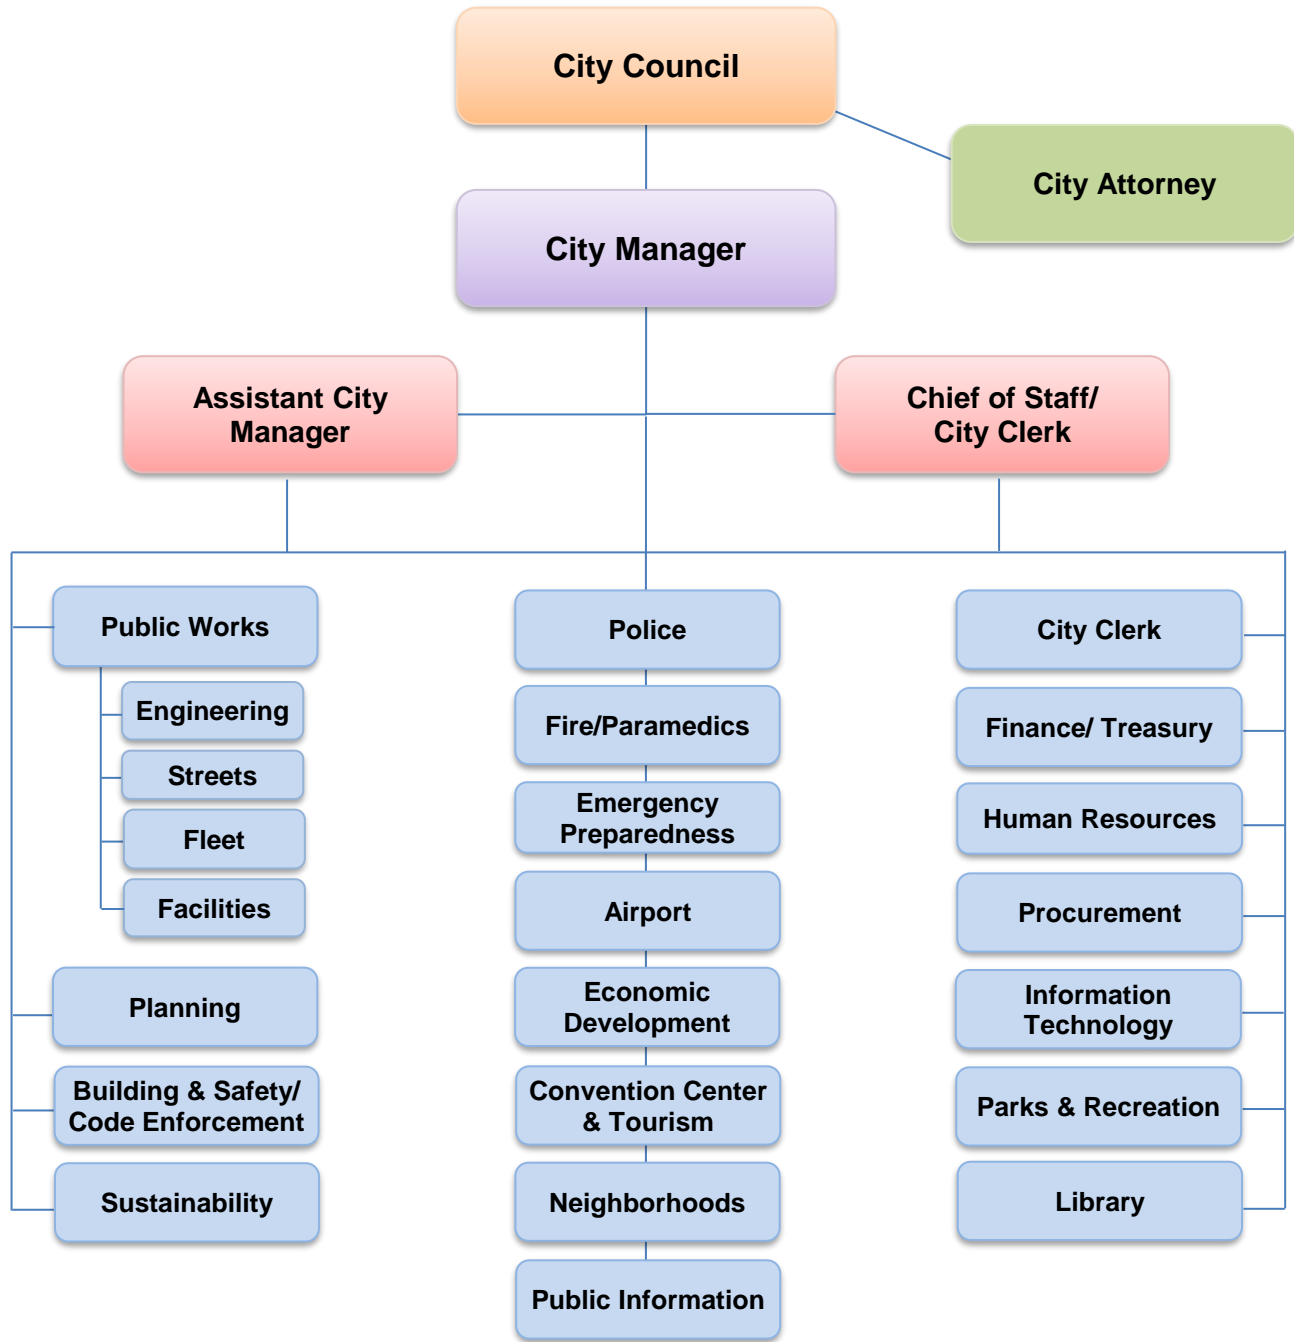 City Council
City Attorney
City Manager
Assistant City
Manager
Chief of Staff/
City Clerk
Public Works
Engineering
Streets
Fleet
Facilities
Planning
Building & Safety/
Code Enforcement
Sustainability
Police
Fire/Paramedics
Emergency
Preparedness
Airport
Economic
Development
Convention Center
& Tourism
Neighborhoods
Public Information
City Clerk
Finance/ Treasury
Human Resources
Procurement
Information
Technology
Parks & Recreation
Library